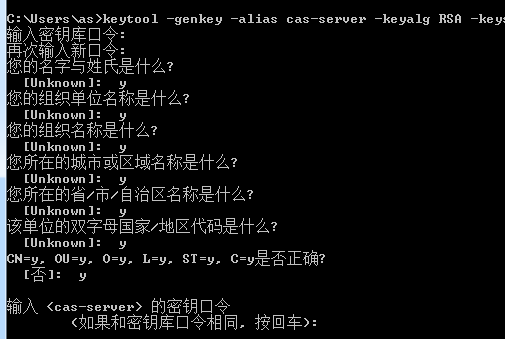 C:\Users\as>keytool -genkey -alias cas-server -keyalg RSA -keys
输入密钥库口令:
再次输入新口令:
您的名字与姓氏是什么?
[Unknown]: y
您的组织单位名称是什么?
[Unknown]: y
您的组织名称是什么?
[Unknown]: y
您所在的城市或区域名称是什么?
[Unknown]: y
您所在的省/市/自治区名称是什么?
[Unknown]: y
该单位的双字母国家/地区代码是什么?
[Unknown]: y
CN=y, OU=y, O=y, L=y, ST=y, C=y是否正确?
[否]: y
输入 <cas-server> 的密钥口令
(如果和密钥库口令相同, 按回车):